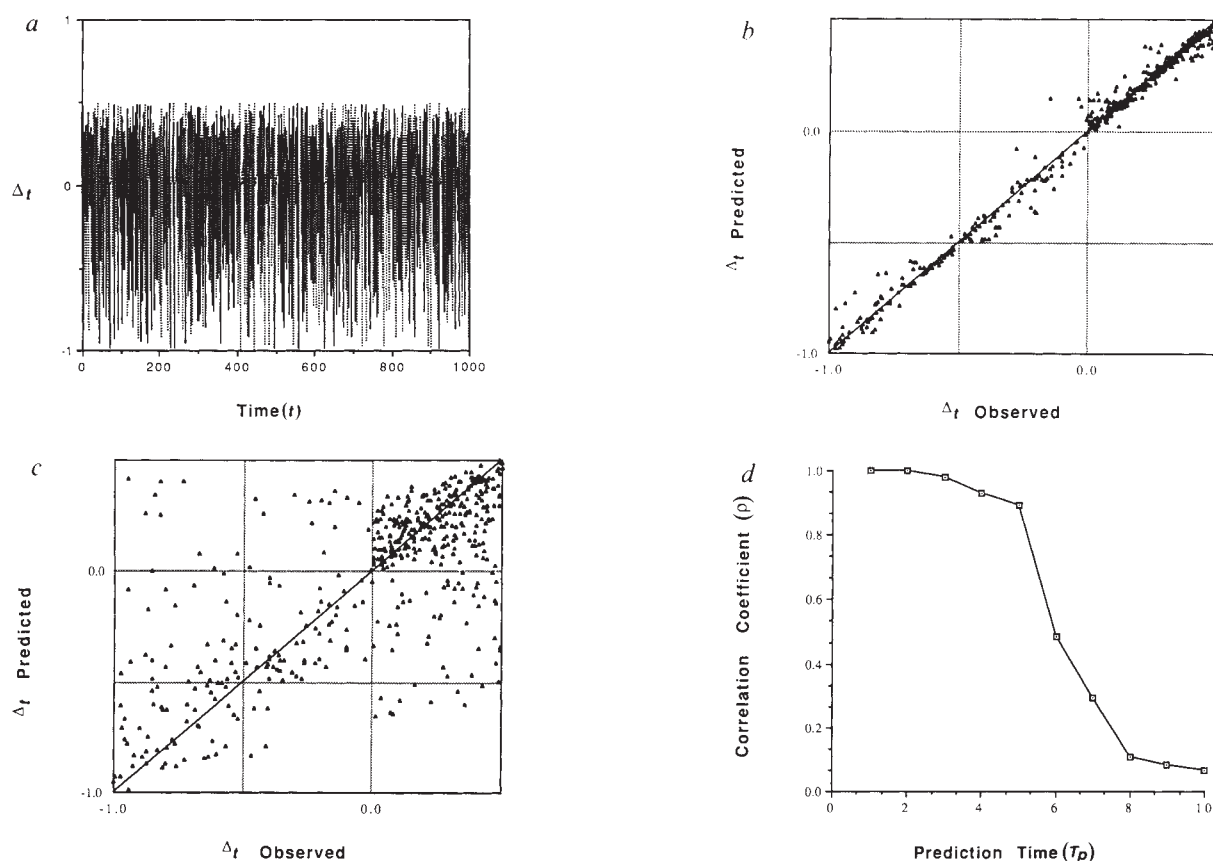 a
1
Δt
0
-1
0 200 400 600 800 1000
Time(t)
b
Δt Predicted
0.0
-1.0
-1.0 0.0
Δt Observed
c
Δt Predicted
0.0
-1.0
-1.0 0.0
Δt Observed
d
Correlation Coefficient (ρ)
1.0
0.8
0.6
0.4
0.2
0.0
0 2 4 6 8 10
Prediction Time(Tp)